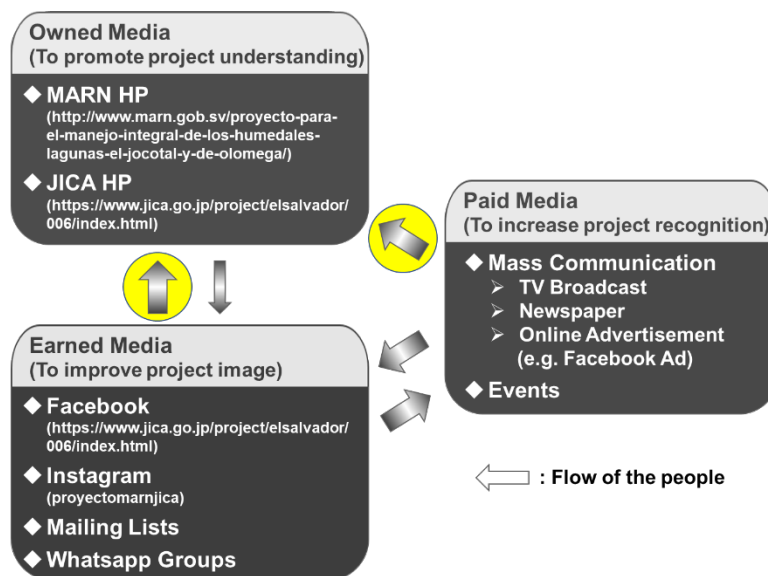 Owned Media
(To promote project understanding)
◆ MARN HP
(http://www.marn.gob.sv/proyecto-para-
el-manejo-integral-de-los-humedales-
lagunas-el-jocotal-y-de-olomega/)
◆ JICA HP
(https://www.jica.go.jp/project/elsalvador/
006/index.html)
Paid Media
(To increase project recognition)
◆ Mass Communication
➢ TV Broadcast
➢ Newspaper
➢ Online Advertisement
(e.g. Facebook Ad)
◆ Events
Earned Media
(To improve project image)
◆ Facebook
(https://www.jica.go.jp/project/elsalvador/
006/index.html)
◆ Instagram
(proyectomarnjica)
◆ Mailing Lists
◆ Whatsapp Groups
: Flow of the people